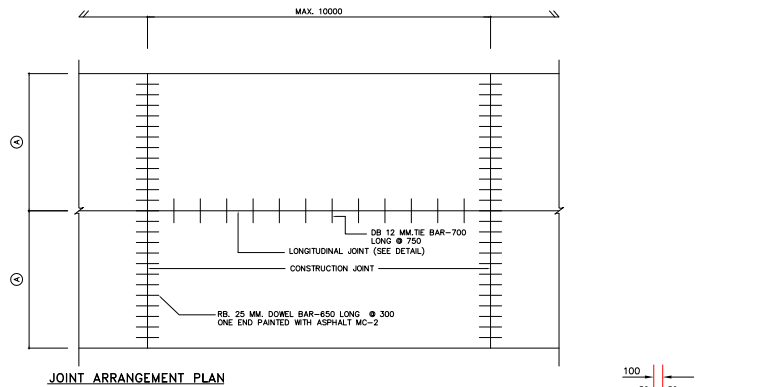 MAX. 10000
A
DB 12 MM.TIE BAR-700
LONG @ 750
LONGITUDINAL JOINT (SEE DETAIL)
CONSTRUCTION JOINT
A
RB. 25 MM. DOWEL BAR-650 LONG @ 300
ONE END PAINTED WITH ASPHALT MC-2
JOINT ARRANGEMENT PLAN
100